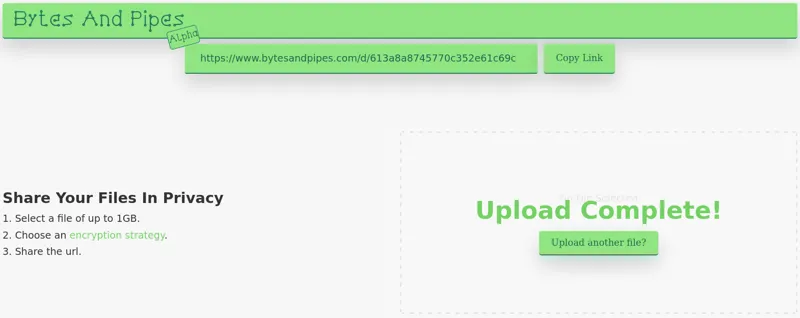 Bytes And Pipes
Alpha
https://www.bytesandpipes.com/d/613a8a8745770c352e61c69c
Copy Link
Share Your Files In Privacy
1. Select a file of up to 1GB.
2. Choose an encryption strategy.
3. Share the url.
Upload Complete!
Upload another file?